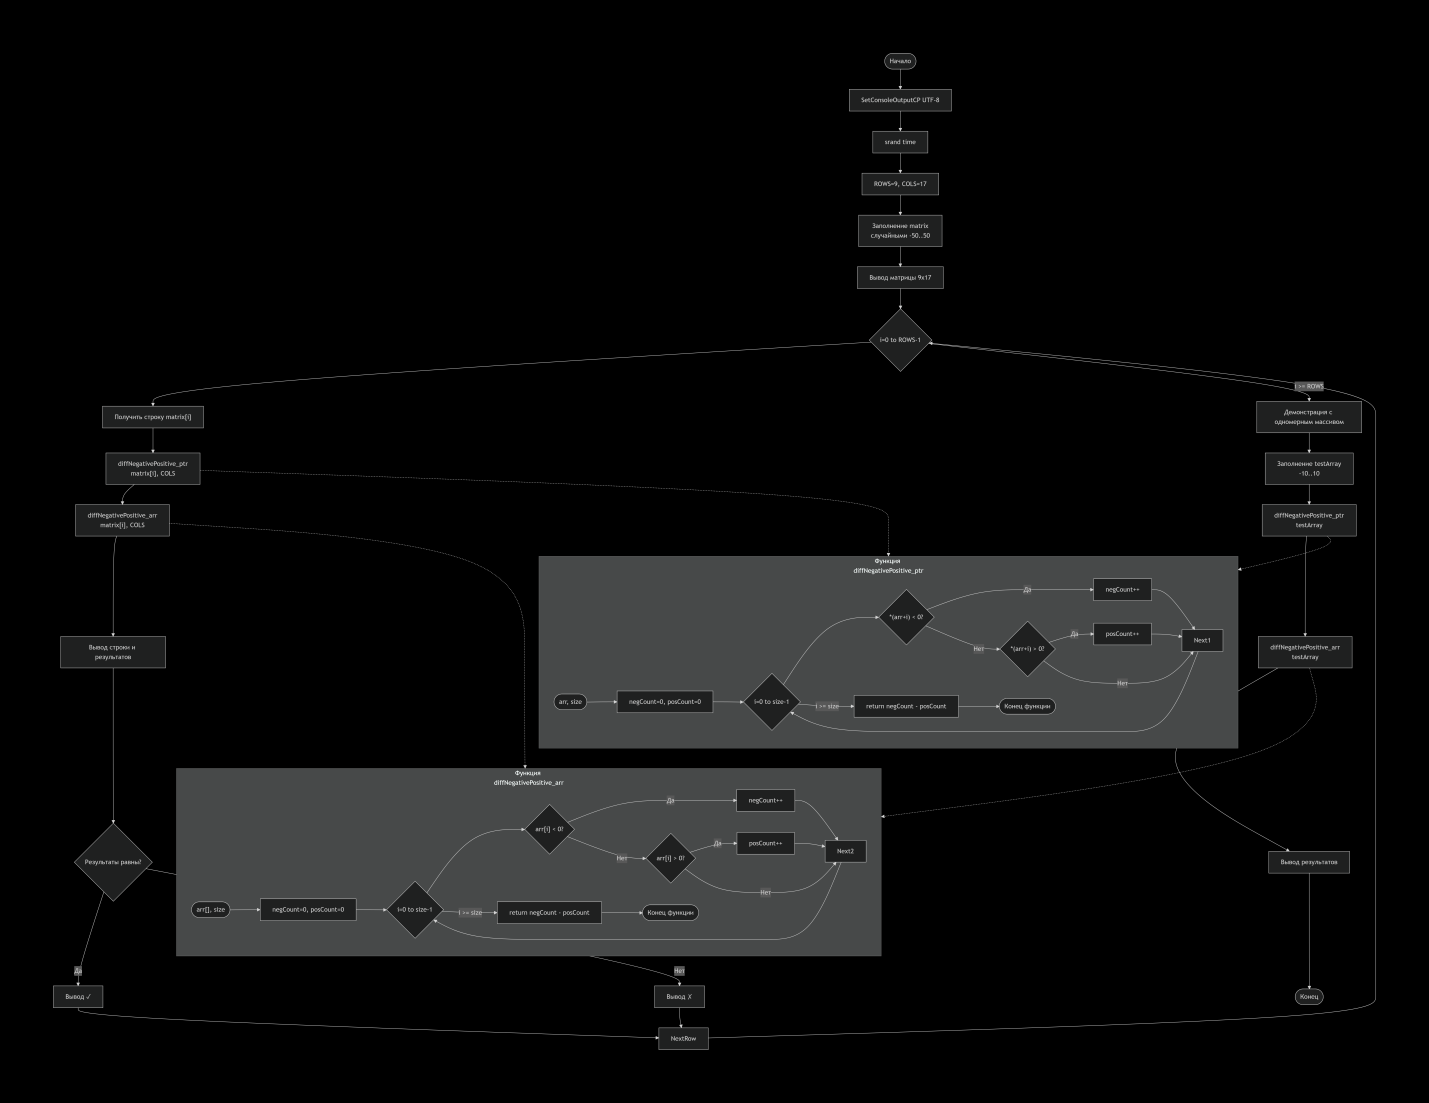 Начало
SetConsoleOutputCP UTF-8
srand time
ROWS=9, COLS=17
Заполнение matrix
случайными -50..50
Вывод матрицы 9x17
i=0 to ROWS-1
i >= ROWS
Получить строку matrix[i]
diffNegativePositive_ptr
matrix[i], COLS
diffNegativePositive_arr
matrix[i], COLS
Вывод строки и
результатов
Результаты равны?
Да
Вывод ✓
Нет
Вывод ✗
NextRow
Демонстрация с
одномерным массивом
Заполнение testArray
-10..10
diffNegativePositive_ptr
testArray
diffNegativePositive_arr
testArray
Вывод результатов
Конец
Функция
diffNegativePositive_ptr
arr, size
negCount=0, posCount=0
i=0 to size-1
*(arr+i) < 0?
Да
negCount++
Нет
*(arr+i) > 0?
Да
posCount++
Нет
Next1
i >= size
return negCount - posCount
Конец функции
Функция
diffNegativePositive_arr
arr[], size
negCount=0, posCount=0
i=0 to size-1
arr[i] < 0?
Да
negCount++
Нет
arr[i] > 0?
Да
posCount++
Нет
Next2
i >= size
return negCount - posCount
Конец функции